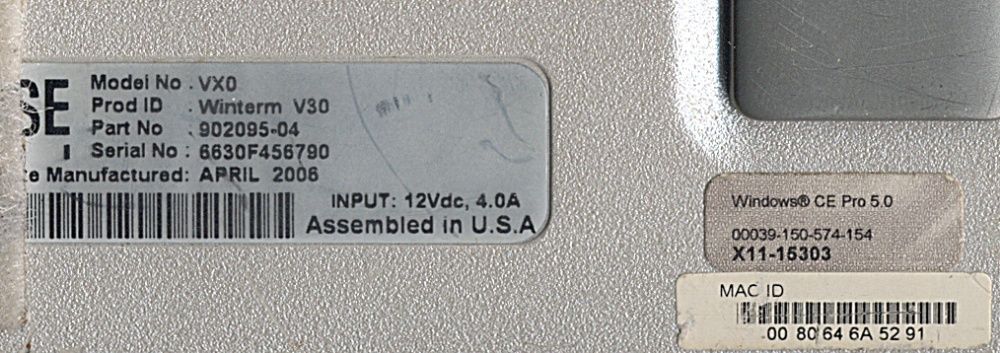 SE
Model No : VX0
Prod ID : Winterm V30
Part No : 902095-04
Serial No : 6630F456790
e Manufactured: APRIL 2006
INPUT: 12Vdc, 4.0A
Assembled in U.S.A
Windows® CE Pro 5.0
00039-150-574-154
X11-15303
MAC ID
00 80 64 6A 52 91